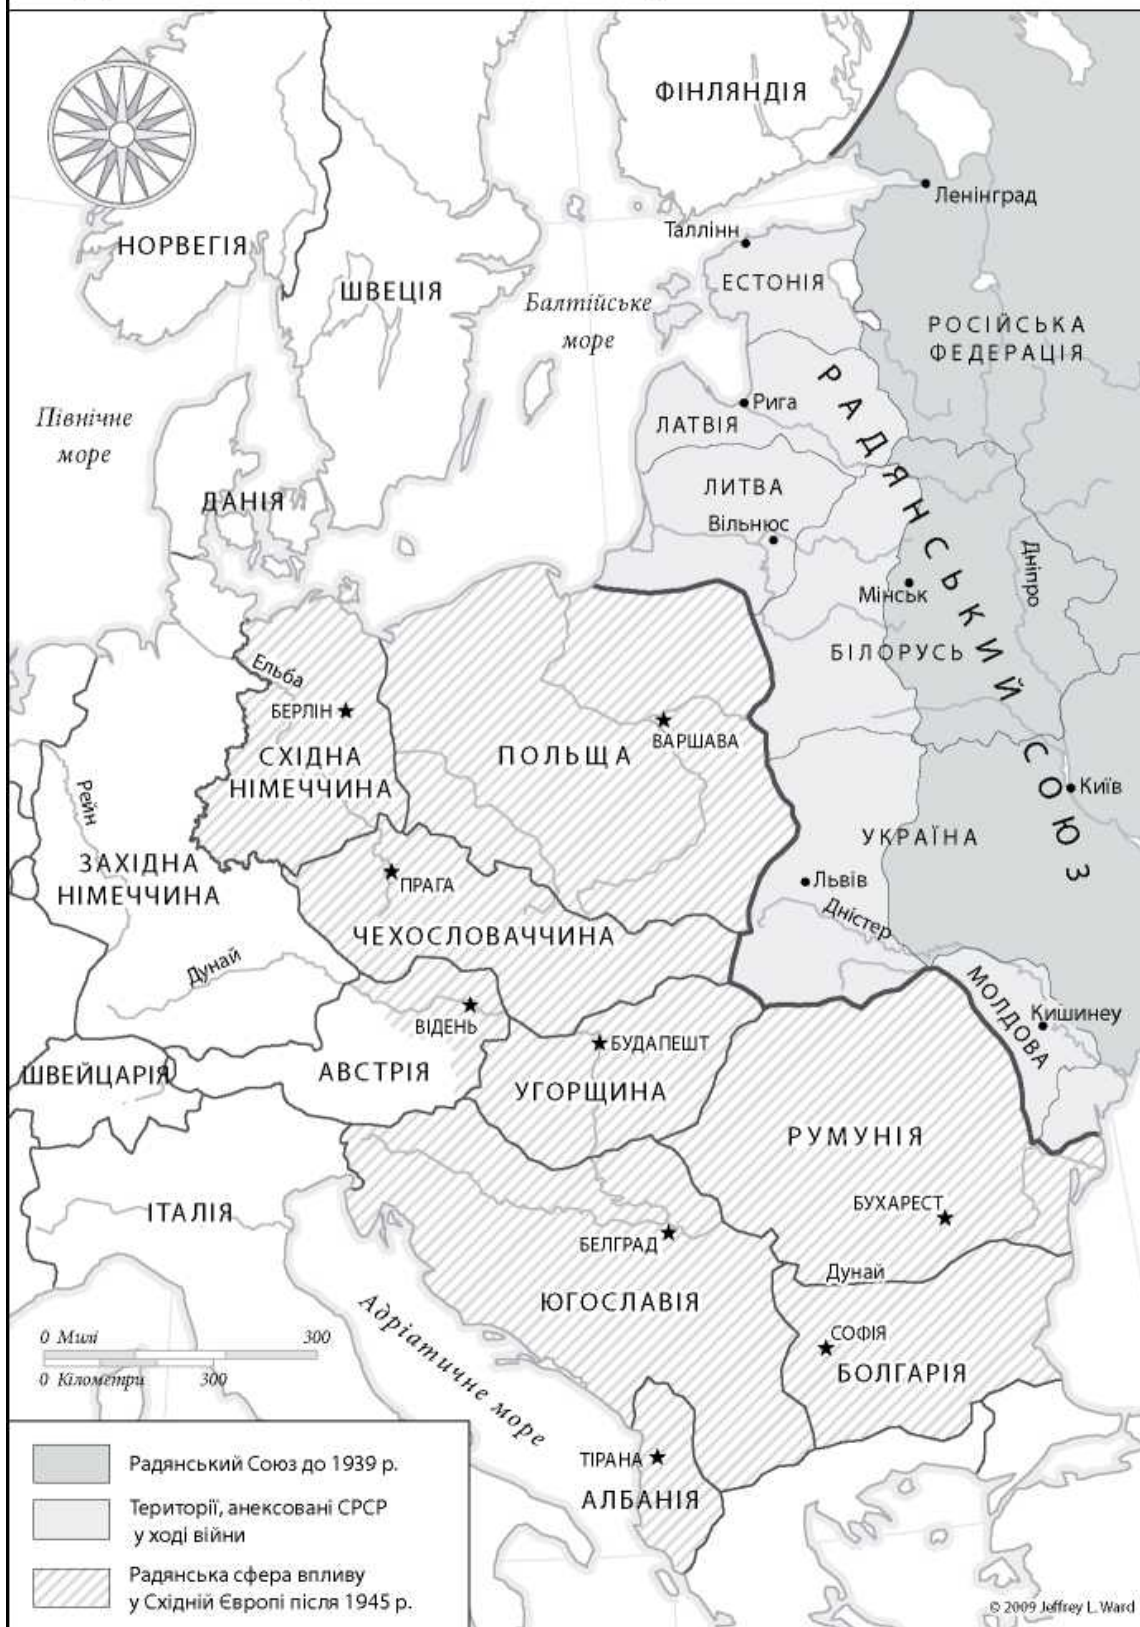 ФІНЛЯНДІЯ
Ленінград
Таллінн
НОРВЕГІЯ
ЕСТОНІЯ
ШВЕЦІЯ
Балтійське
море
РОСІЙСЬКА
ФЕДЕРАЦІЯ
РАДЯНСЬКИЙ СОЮЗ
Рига
Північне
море
ЛАТВІЯ
ЛИТВА
ДАНІЯ
Вільнюс
Дніпро
Мінськ
БІЛОРУСЬ
Ельба
БЕРЛІН
ВАРШАВА
СХІДНА
НІМЕЧЧИНА
ПОЛЬЩА
Київ
Рейн
УКРАЇНА
ЗАХІДНА
НІМЕЧЧИНА
ПРАГА
Львів
Дністер
ЧЕХОСЛОВАЧЧИНА
Дунай
МОЛДОВА
Кишинеу
ВІДЕНЬ
БУДАПЕШТ
ШВЕЙЦАРІЯ
АВСТРІЯ
УГОРЩИНА
РУМУНІЯ
ІТАЛІЯ
БУХАРЕСТ
БЕЛГРАД
Дунай
ЮГОСЛАВІЯ
Адріатичне море
СОФІЯ
БОЛГАРІЯ
0 Милі 300
0 Кілометри 300
ТІРАНА
АЛБАНІЯ
Радянський Союз до 1939 р.
Території, анексовані СРСР
у ході війни
Радянська сфера впливу
у Східній Європі після 1945 р.
© 2009 Jeffrey L. Ward